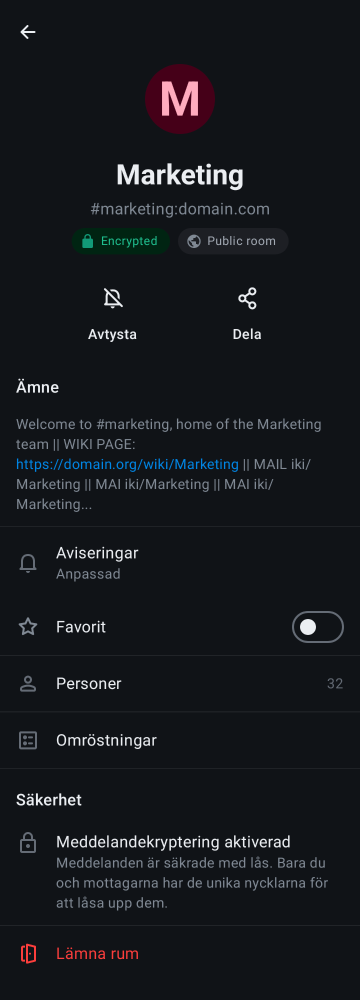 M
Marketing
#marketing:domain.com
Encrypted
Public room
Avtysta
Dela
Ämne
Welcome to #marketing, home of the Marketing
team || WIKI PAGE:
https://domain.org/wiki/Marketing || MAIL iki/
Marketing || MAI iki/Marketing || MAI iki/
Marketing...
Aviseringar
Anpassad
Favorit
Personer
32
Omröstningar
Säkerhet
Meddelandekryptering aktiverad
Meddelanden är säkrade med lås. Bara du
och mottagarna har de unika nycklarna för
att låsa upp dem.
Lämna rum